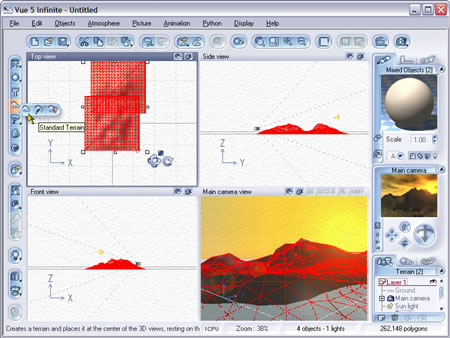 Vue 5 Infinite - Untitled
File Edit Objects Atmosphere Picture Animation Python Display Help
Top view
Side view
Mixed Objects [2]
Standard Terrain
Y
X
Z
Y
Scale 1.00
A
Front view
Main camera view
Main camera
Z
X
Terrain [2]
Layer 1
Ground
Main camera
Sun light
Creates a terrain and places it at the center of the 3D views, resting on th
1CPU
Zoom : 38%
4 objects - 1 lights
262,148 polygons